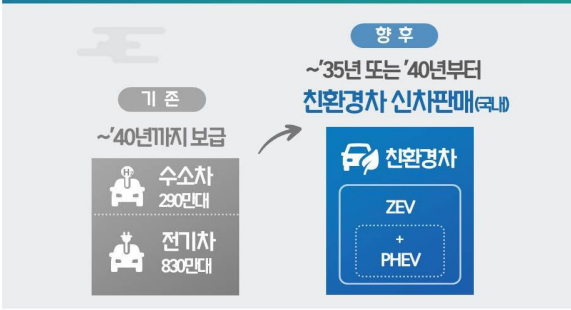 기 존
~'40년까지 보급
H
수소차
290만대
전기차
830만대
향 후
~'35년 또는 '40년부터
친환경차 신차판매(국내)
친환경차
ZEV
+
PHEV